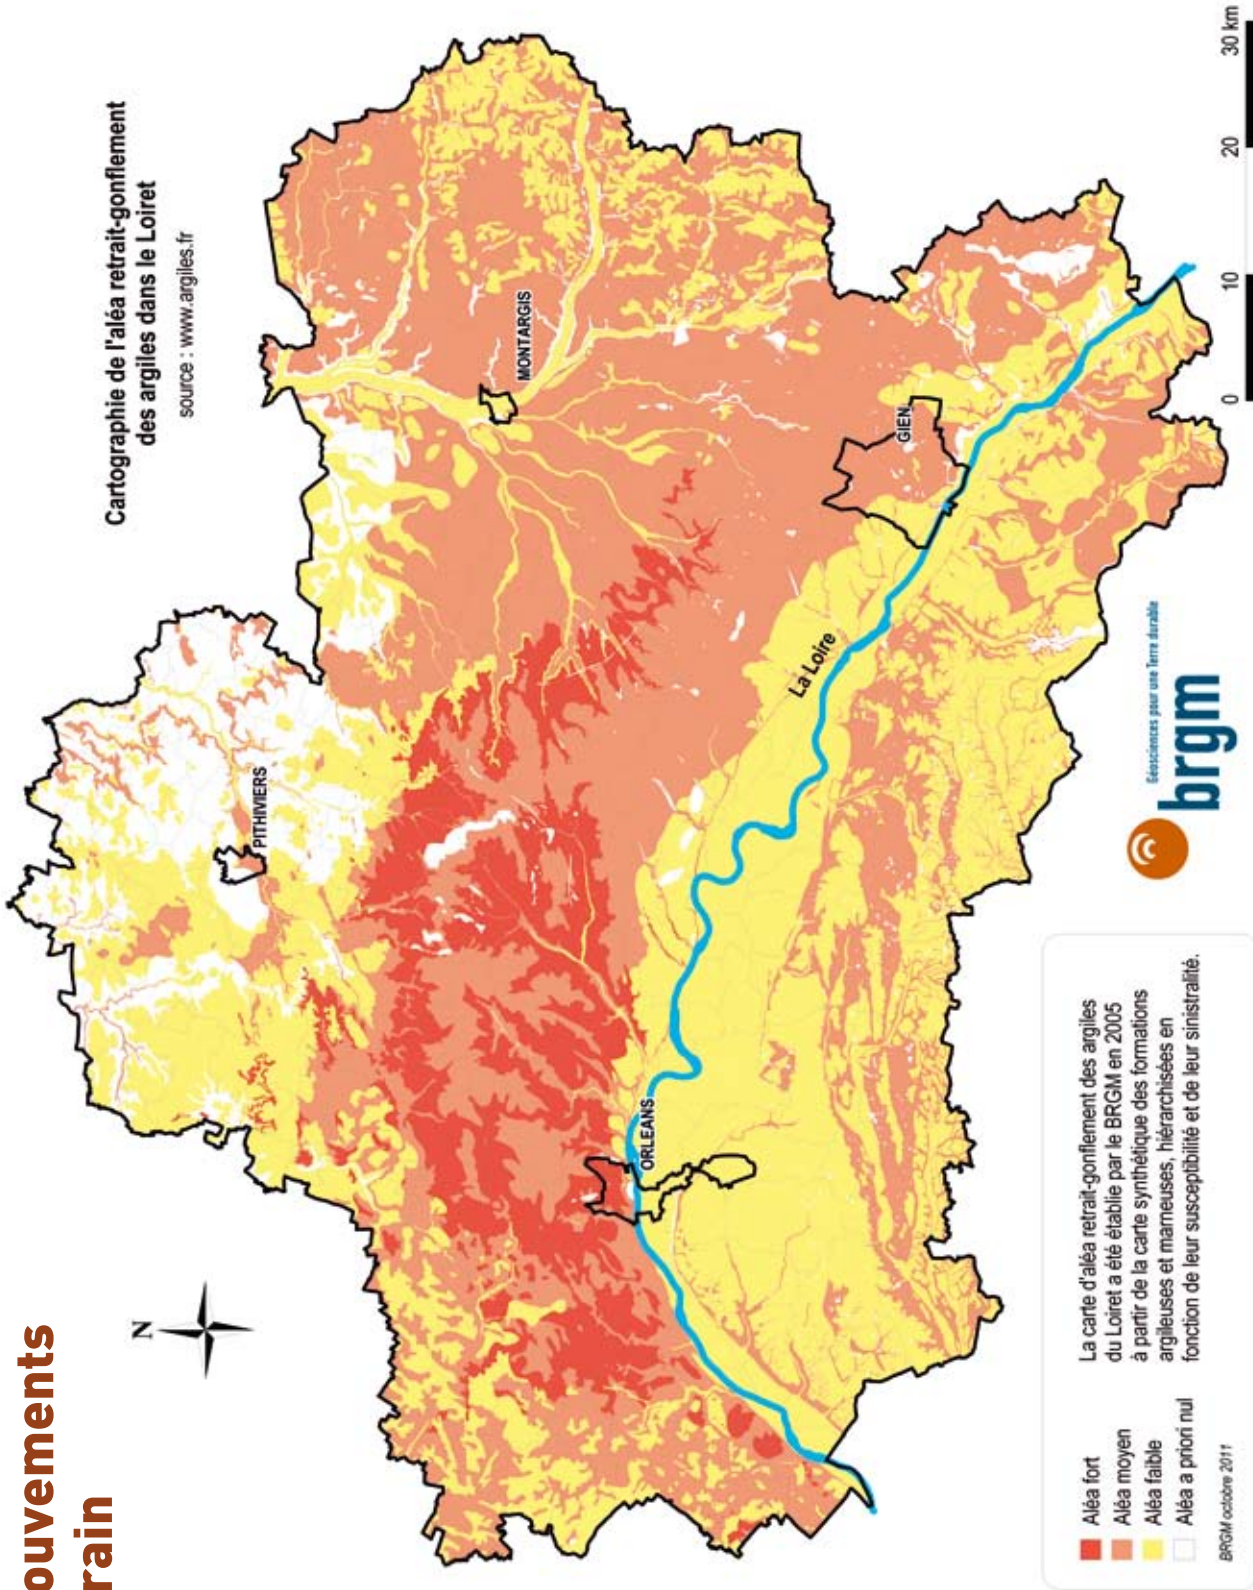 ouvements
rain
Cartographie de l'aléa retrait-gonflement
des argiles dans le Loiret
source : www.argiles.fr
N
PITHIVIERS
MONTARGIS
ORLEANS
La Loire
GIEN
Aléa fort
Aléa moyen
Aléa faible
Aléa a priori nul
BRGM octobre 2011
La carte d'aléa retrait-gonflement des argiles
du Loiret a été établie par le BRGM en 2005
à partir de la carte synthétique des formations
argileuses et marneuses, hiérarchisées en
fonction de leur susceptibilité et de leur sinistralité.
Géosciences pour une Terre durable
brgm
0 10 20 30 km